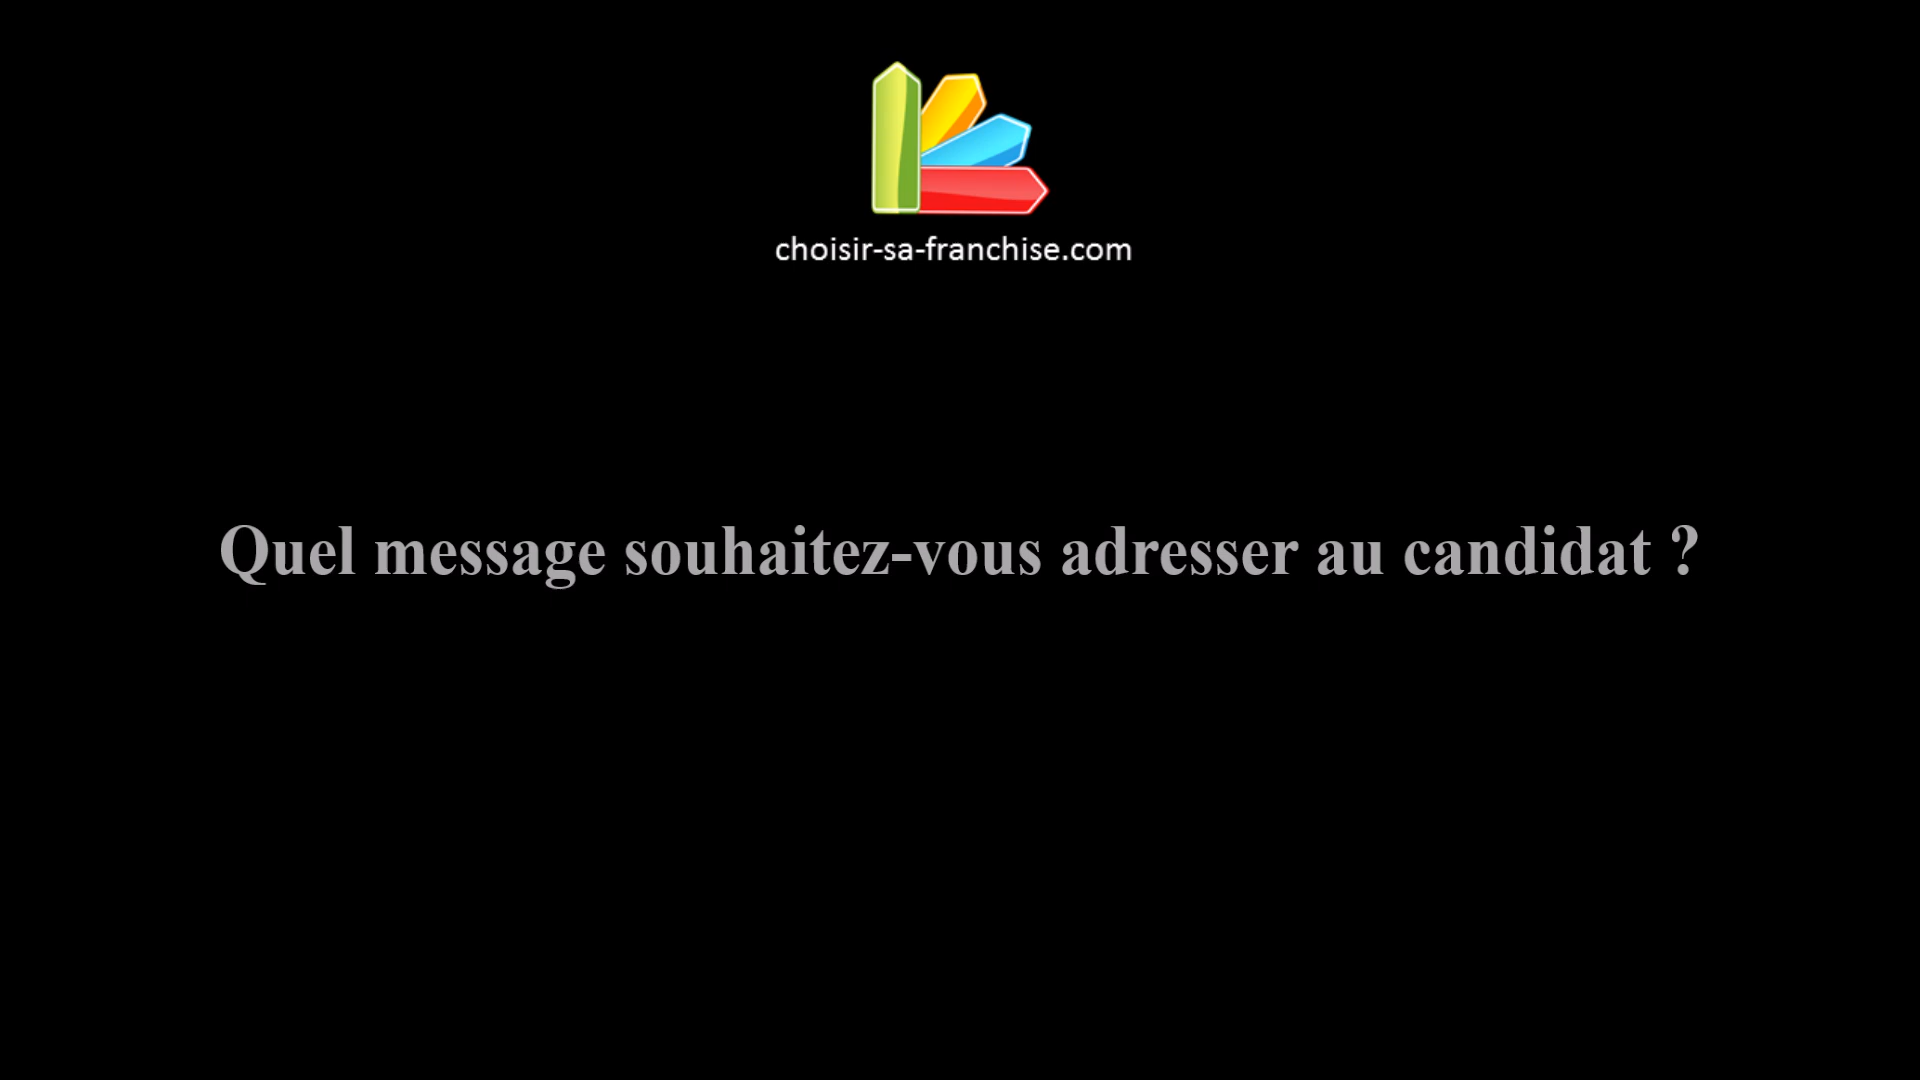 choisir-sa-franchise.com
Quel message souhaitez-vous adresser au candidat ?